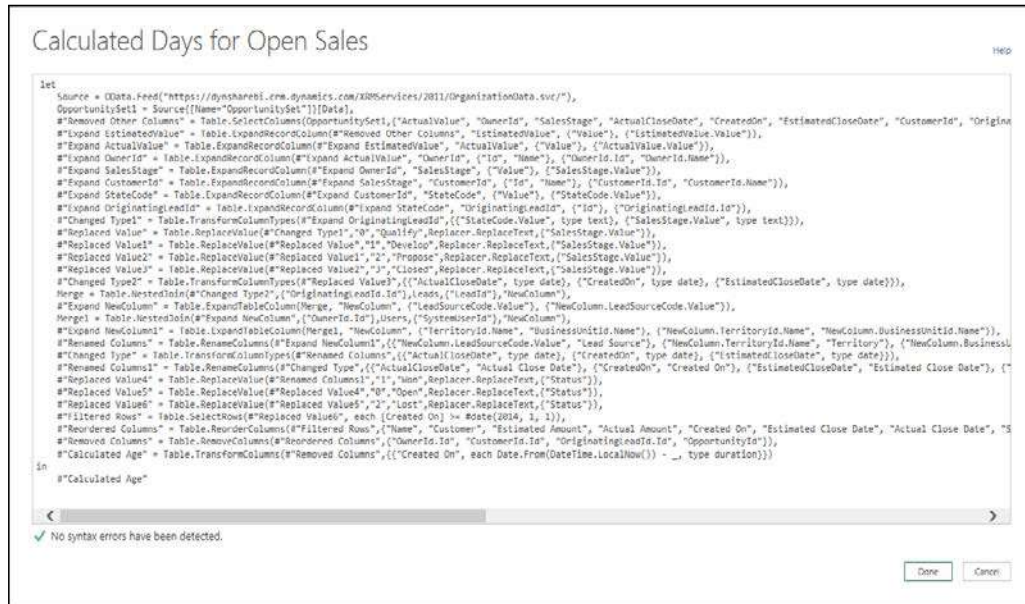 Calculated Days for Open Sales
Help
let
Source = OData.Feed("https://dynsharebi.crm.dynamics.com/XRMServices/2011/OrganizationData.svc/"),
OpportunitySet1 = Source{[Name="OpportunitySet"]}[Data],
#"Removed Other Columns" = Table.SelectColumns(OpportunitySet1,{"ActualValue", "OwnerId", "SalesStage", "ActualCloseDate", "CreatedOn", "EstimatedCloseDate", "CustomerId", "Origina
#"Expand EstimatedValue" = Table.ExpandRecordColumn(#"Removed Other Columns", "EstimatedValue", {"Value"}, {"EstimatedValue.Value"}),
#"Expand ActualValue" = Table.ExpandRecordColumn(#"Expand EstimatedValue", "ActualValue", {"Value"}, {"ActualValue.Value"}),
#"Expand OwnerId" = Table.ExpandRecordColumn(#"Expand ActualValue", "OwnerId", {"Id", "Name"}, {"OwnerId.Id", "OwnerId.Name"}),
#"Expand SalesStage" = Table.ExpandRecordColumn(#"Expand OwnerId", "SalesStage", {"Value"}, {"SalesStage.Value"}),
#"Expand CustomerId" = Table.ExpandRecordColumn(#"Expand SalesStage", "CustomerId", {"Id", "Name"}, {"CustomerId.Id", "CustomerId.Name"}),
#"Expand StateCode" = Table.ExpandRecordColumn(#"Expand CustomerId", "StateCode", {"Value"}, {"StateCode.Value"}),
#"Expand OriginatingLeadId" = Table.ExpandRecordColumn(#"Expand StateCode", "OriginatingLeadId", {"Id"}, {"OriginatingLeadId.Id"}),
#"Changed Type1" = Table.TransformColumnTypes(#"Expand OriginatingLeadId",{{"StateCode.Value", type text}, {"SalesStage.Value", type text}}),
#"Replaced Value" = Table.ReplaceValue(#"Changed Type1","0","Qualify",Replacer.ReplaceText,{"SalesStage.Value"}),
#"Replaced Value1" = Table.ReplaceValue(#"Replaced Value","1","Develop",Replacer.ReplaceText,{"SalesStage.Value"}),
#"Replaced Value2" = Table.ReplaceValue(#"Replaced Value1","2","Propose",Replacer.ReplaceText,{"SalesStage.Value"}),
#"Replaced Value3" = Table.ReplaceValue(#"Replaced Value2","3","Closed",Replacer.ReplaceText,{"SalesStage.Value"}),
#"Changed Type2" = Table.TransformColumnTypes(#"Replaced Value3",{{"ActualCloseDate", type date}, {"CreatedOn", type date}, {"EstimatedCloseDate", type date}}),
Merge = Table.NestedJoin(#"Changed Type2",{"OriginatingLeadId.Id"},Leads,{"LeadId"},"NewColumn"),
#"Expand NewColumn" = Table.ExpandTableColumn(Merge, "NewColumn", {"LeadSourceCode.Value"}, {"NewColumn.LeadSourceCode.Value"}),
Merge1 = Table.NestedJoin(#"Expand NewColumn",{"OwnerId.Id"},Users,{"SystemUserId"},"NewColumn"),
#"Expand NewColumn1" = Table.ExpandTableColumn(Merge1, "NewColumn", {"TerritoryId.Name", "BusinessUnitId.Name"}, {"NewColumn.TerritoryId.Name", "NewColumn.BusinessUnitId.Name"}),
#"Renamed Columns" = Table.RenameColumns(#"Expand NewColumn1",{{"NewColumn.LeadSourceCode.Value", "Lead Source"}, {"NewColumn.TerritoryId.Name", "Territory"}, {"NewColumn.BusinessU
#"Changed Type" = Table.TransformColumnTypes(#"Renamed Columns",{{"ActualCloseDate", type date}, {"CreatedOn", type date}, {"EstimatedCloseDate", type date}}),
#"Renamed Columns1" = Table.RenameColumns(#"Changed Type",{{"ActualCloseDate", "Actual Close Date"}, {"CreatedOn", "Created On"}, {"EstimatedCloseDate", "Estimated Close Date"}, {"
#"Replaced Value4" = Table.ReplaceValue(#"Renamed Columns1","1","Won",Replacer.ReplaceText,{"Status"}),
#"Replaced Value5" = Table.ReplaceValue(#"Replaced Value4","0","Open",Replacer.ReplaceText,{"Status"}),
#"Replaced Value6" = Table.ReplaceValue(#"Replaced Value5","2","Lost",Replacer.ReplaceText,{"Status"}),
#"Filtered Rows" = Table.SelectRows(#"Replaced Value6", each [Created On] >= #date(2014, 1, 1)),
#"Reordered Columns" = Table.ReorderColumns(#"Filtered Rows",{"Name", "Customer", "Estimated Amount", "Actual Amount", "Created On", "Estimated Close Date", "Actual Close Date", "S
#"Removed Columns" = Table.RemoveColumns(#"Reordered Columns",{"OwnerId.Id", "CustomerId.Id", "OriginatingLeadId.Id", "OpportunityId"}),
#"Calculated Age" = Table.TransformColumns(#"Removed Columns",{{"Created On", each Date.From(DateTime.LocalNow()) - _, type duration}})
in
#"Calculated Age"
No syntax errors have been detected.
Done
Cancel